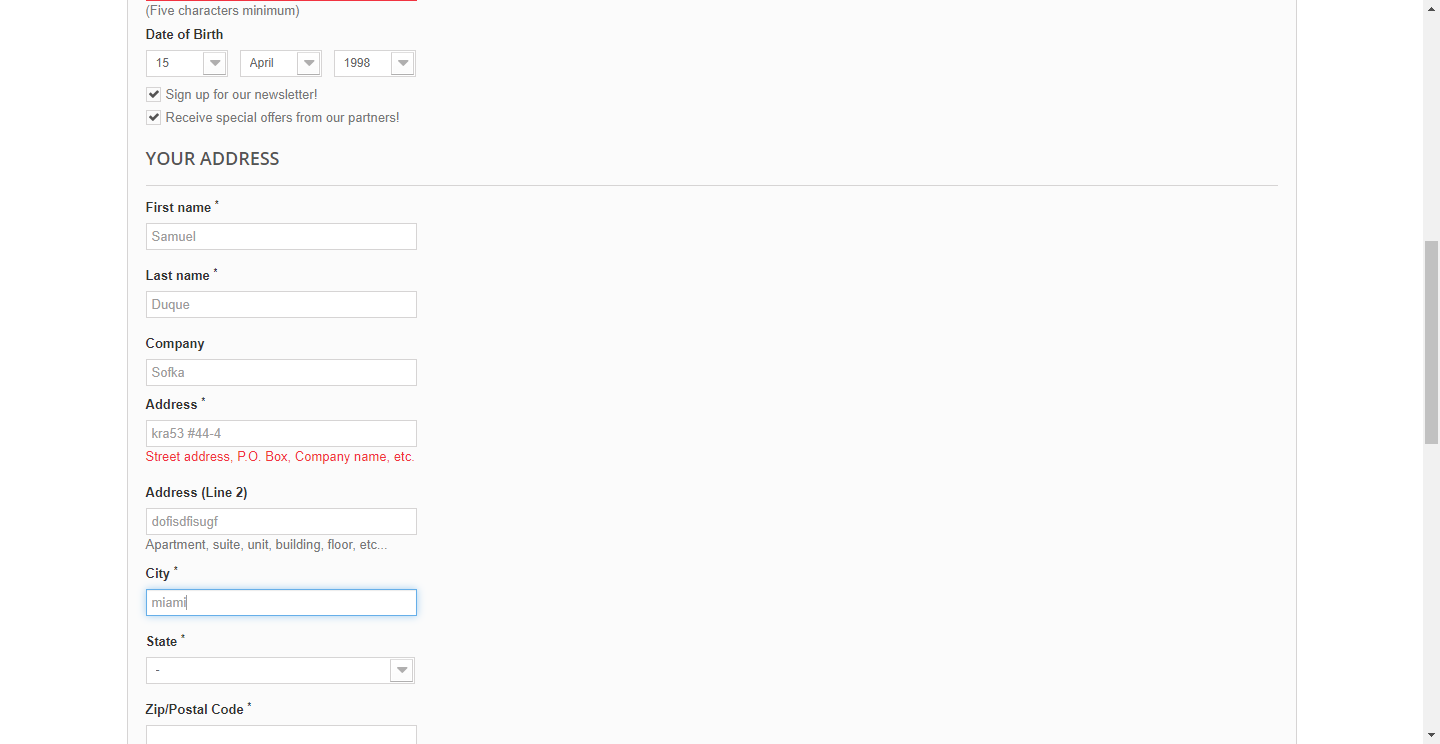 (Five characters minimum)
Date of Birth
15 April 1998
Sign up for our newsletter!
Receive special offers from our partners!
YOUR ADDRESS
First name *
Samuel
Last name *
Duque
Company
Sofka
Address *
kra53 #44-4
Street address, P.O. Box, Company name, etc.
Address (Line 2)
dofisdfisugf
Apartment, suite, unit, building, floor, etc...
City *
miami
State *
-
Zip/Postal Code *